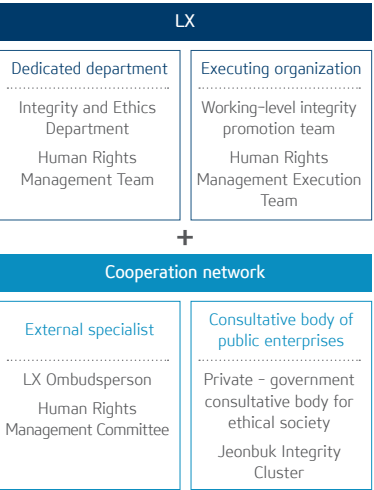 LX
Dedicated department
Integrity and Ethics
Department
Human Rights
Management Team
Executing organization
Working-level integrity
promotion team
Human Rights
Management Execution
Team
+
Cooperation network
External specialist
LX Ombudsperson
Human Rights
Management Committee
Consultative body of
public enterprises
Private - government
consultative body for
ethical society
Jeonbuk Integrity
Cluster